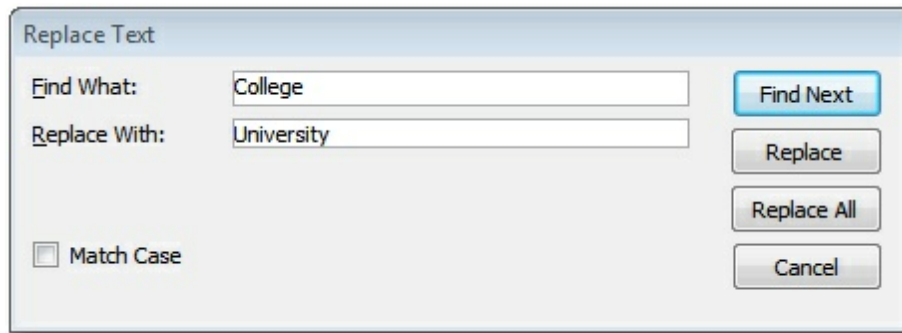 Replace Text
Find What: College Find Next
Replace With: University Replace
Replace All
Match Case Cancel